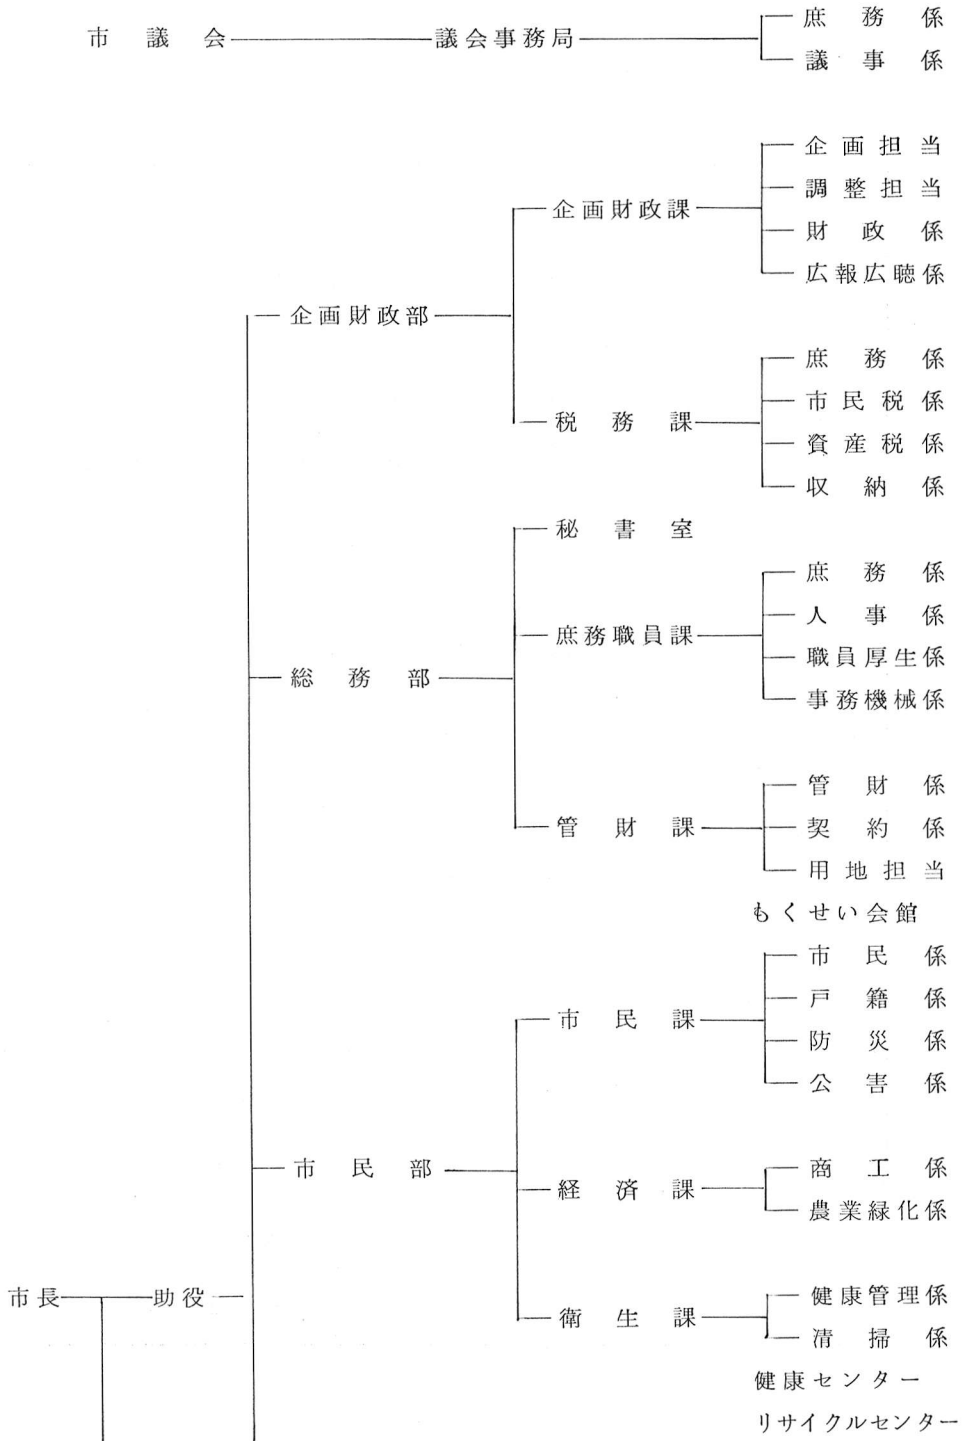 市議会 議会事務局 庶務係
議事係
企画担当
調整担当
企画財政課
財政係
広報広聴係
企画財政部
庶務係
市民税係
税務課
資産税係
収納係
秘書室
庶務係
人事係
庶務職員課
職員厚生係
総務部
事務機械係
管財係
管財課 契約係
用地担当
もくせい会館
市民係
戸籍係
市民課
防災係
公害係
市民部
商工係
経済課
農業緑化係
市長 助役
健康管理係
衛生課
清掃係
健康センター
リサイクルセンター